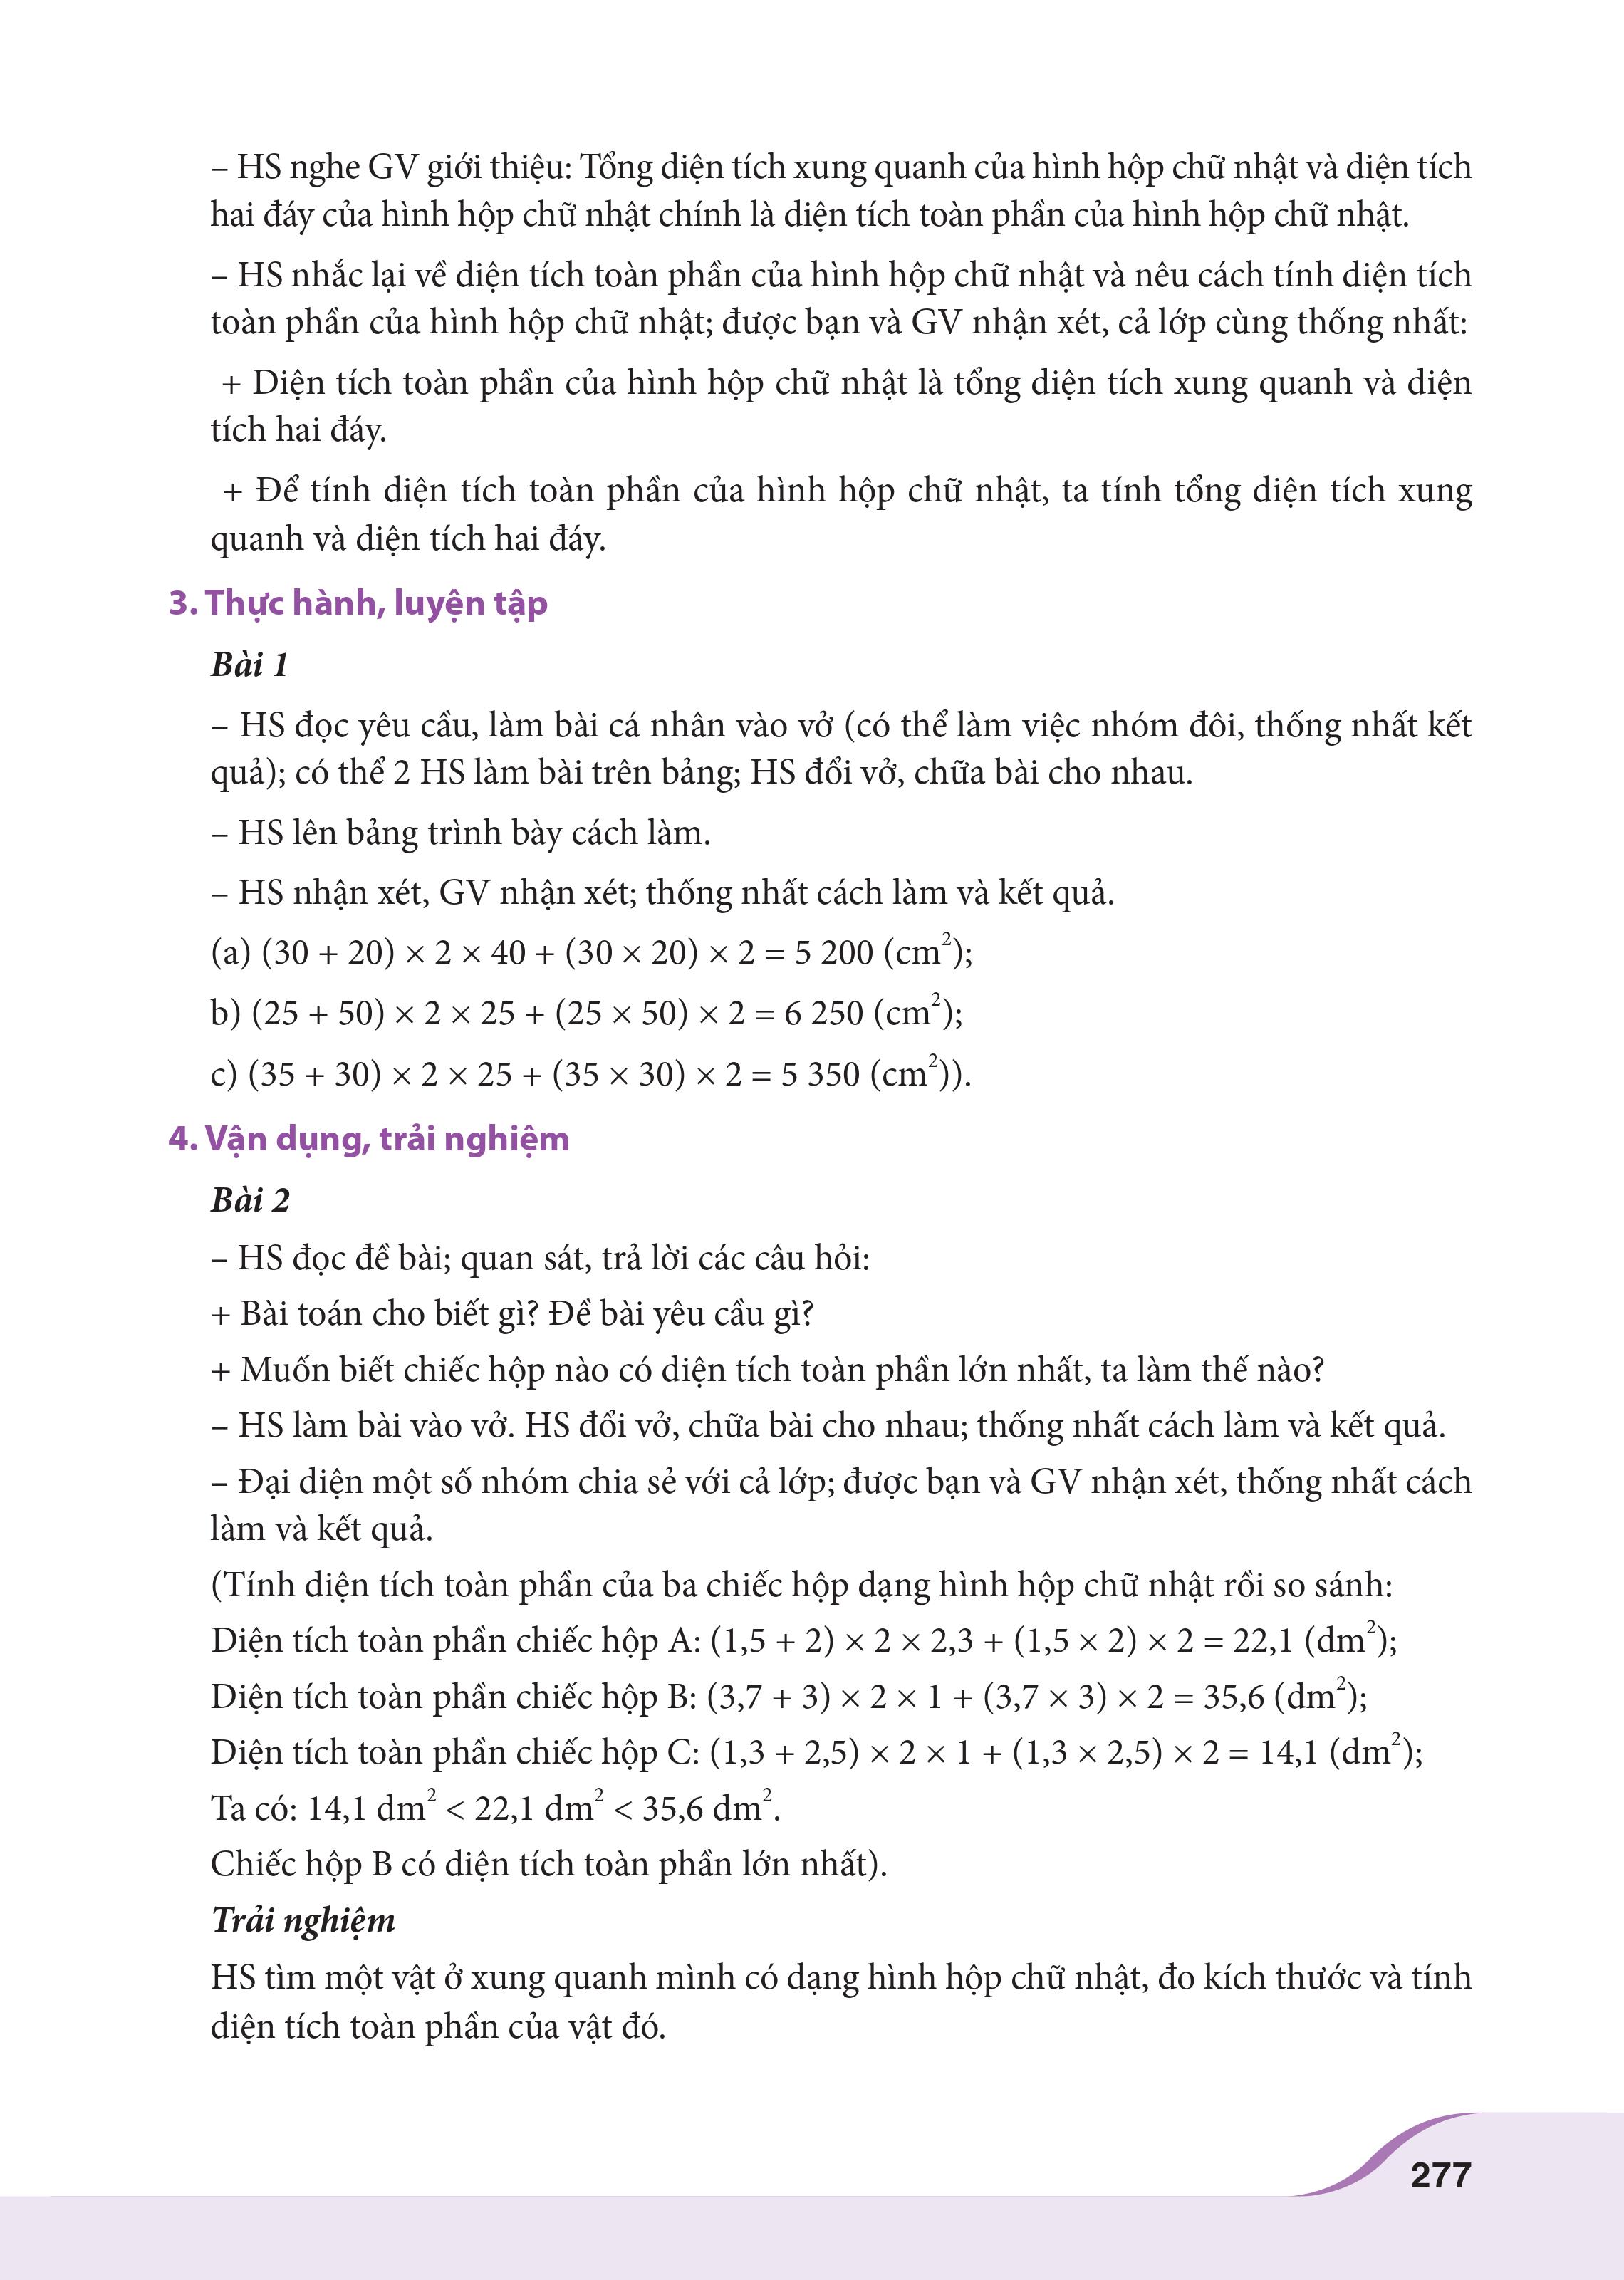 – HS nghe GV giới thiệu: Tổng diện tích xung quanh của hình hộp chữ nhật và diện tích
hai đáy của hình hộp chữ nhật chính là diện tích toàn phần của hình hộp chữ nhật.
– HS nhắc lại về diện tích toàn phần của hình hộp chữ nhật và nêu cách tính diện tích
toàn phần của hình hộp chữ nhật; được bạn và GV nhận xét, cả lớp cùng thống nhất:
+ Diện tích toàn phần của hình hộp chữ nhật là tổng diện tích xung quanh và diện
tích hai đáy.
+ Để tính diện tích toàn phần của hình hộp chữ nhật, ta tính tổng diện tích xung
quanh và diện tích hai đáy.
3. Thực hành, luyện tập
Bài 1
– HS đọc yêu cầu, làm bài cá nhân vào vở (có thể làm việc nhóm đôi, thống nhất kết
quả); có thể 2 HS làm bài trên bảng; HS đổi vở, chữa bài cho nhau.
– HS lên bảng trình bày cách làm.
– HS nhận xét, GV nhận xét; thống nhất cách làm và kết quả.
(a) (30 + 20) × 2 × 40 + (30 × 20) × 2 = 5 200 (cm²);
b) (25 + 50) × 2 × 25 + (25 × 50) × 2 = 6 250 (cm²);
c) (35 + 30) × 2 × 25 + (35 × 30) × 2 = 5 350 (cm²)).
4. Vận dụng, trải nghiệm
Bài 2
– HS đọc đề bài; quan sát, trả lời các câu hỏi:
+ Bài toán cho biết gì? Đề bài yêu cầu gì?
+ Muốn biết chiếc hộp nào có diện tích toàn phần lớn nhất, ta làm thế nào?
– HS làm bài vào vở. HS đổi vở, chữa bài cho nhau; thống nhất cách làm và kết quả.
– Đại diện một số nhóm chia sẻ với cả lớp; được bạn và GV nhận xét, thống nhất cách
làm và kết quả.
(Tính diện tích toàn phần của ba chiếc hộp dạng hình hộp chữ nhật rồi so sánh:
Diện tích toàn phần chiếc hộp A: (1,5 + 2) × 2 × 2,3 + (1,5 × 2) × 2 = 22,1 (dm²);
Diện tích toàn phần chiếc hộp B: (3,7 + 3) × 2 × 1 + (3,7 × 3) × 2 = 35,6 (dm²);
Diện tích toàn phần chiếc hộp C: (1,3 + 2,5) × 2 × 1 + (1,3 × 2,5) × 2 = 14,1 (dm²);
Ta có: 14,1 dm² < 22,1 dm² < 35,6 dm².
Chiếc hộp B có diện tích toàn phần lớn nhất).
Trải nghiệm
HS tìm một vật ở xung quanh mình có dạng hình hộp chữ nhật, đo kích thước và tính
diện tích toàn phần của vật đó.
277